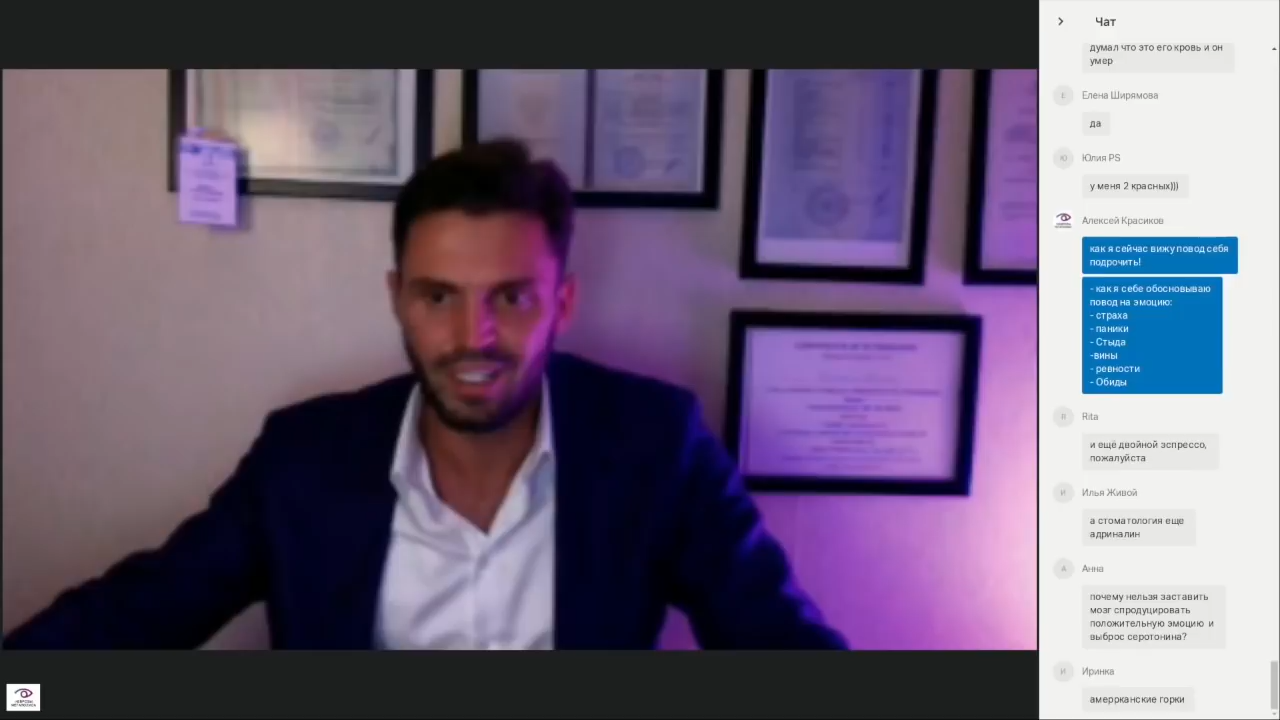 Чат
думал что это его кровь и он
умер
Елена Ширямова
да
Юлия PS
у меня 2 красных)))
Алексей Красиков
как я сейчас вижу повод себя
подрочить!
- как я себе обосновываю
повод на эмоцию:
- страха
- паники
- Стыда
-вины
- ревности
- Обиды
Rita
и ещё двойной эспрессо,
пожалуйста
Илья Живой
а стоматология еще
адриналин
Анна
почему нельзя заставить
мозг спродуцировать
положительную эмоцию и
выброс серотонина?
Иринка
амеррканские горки